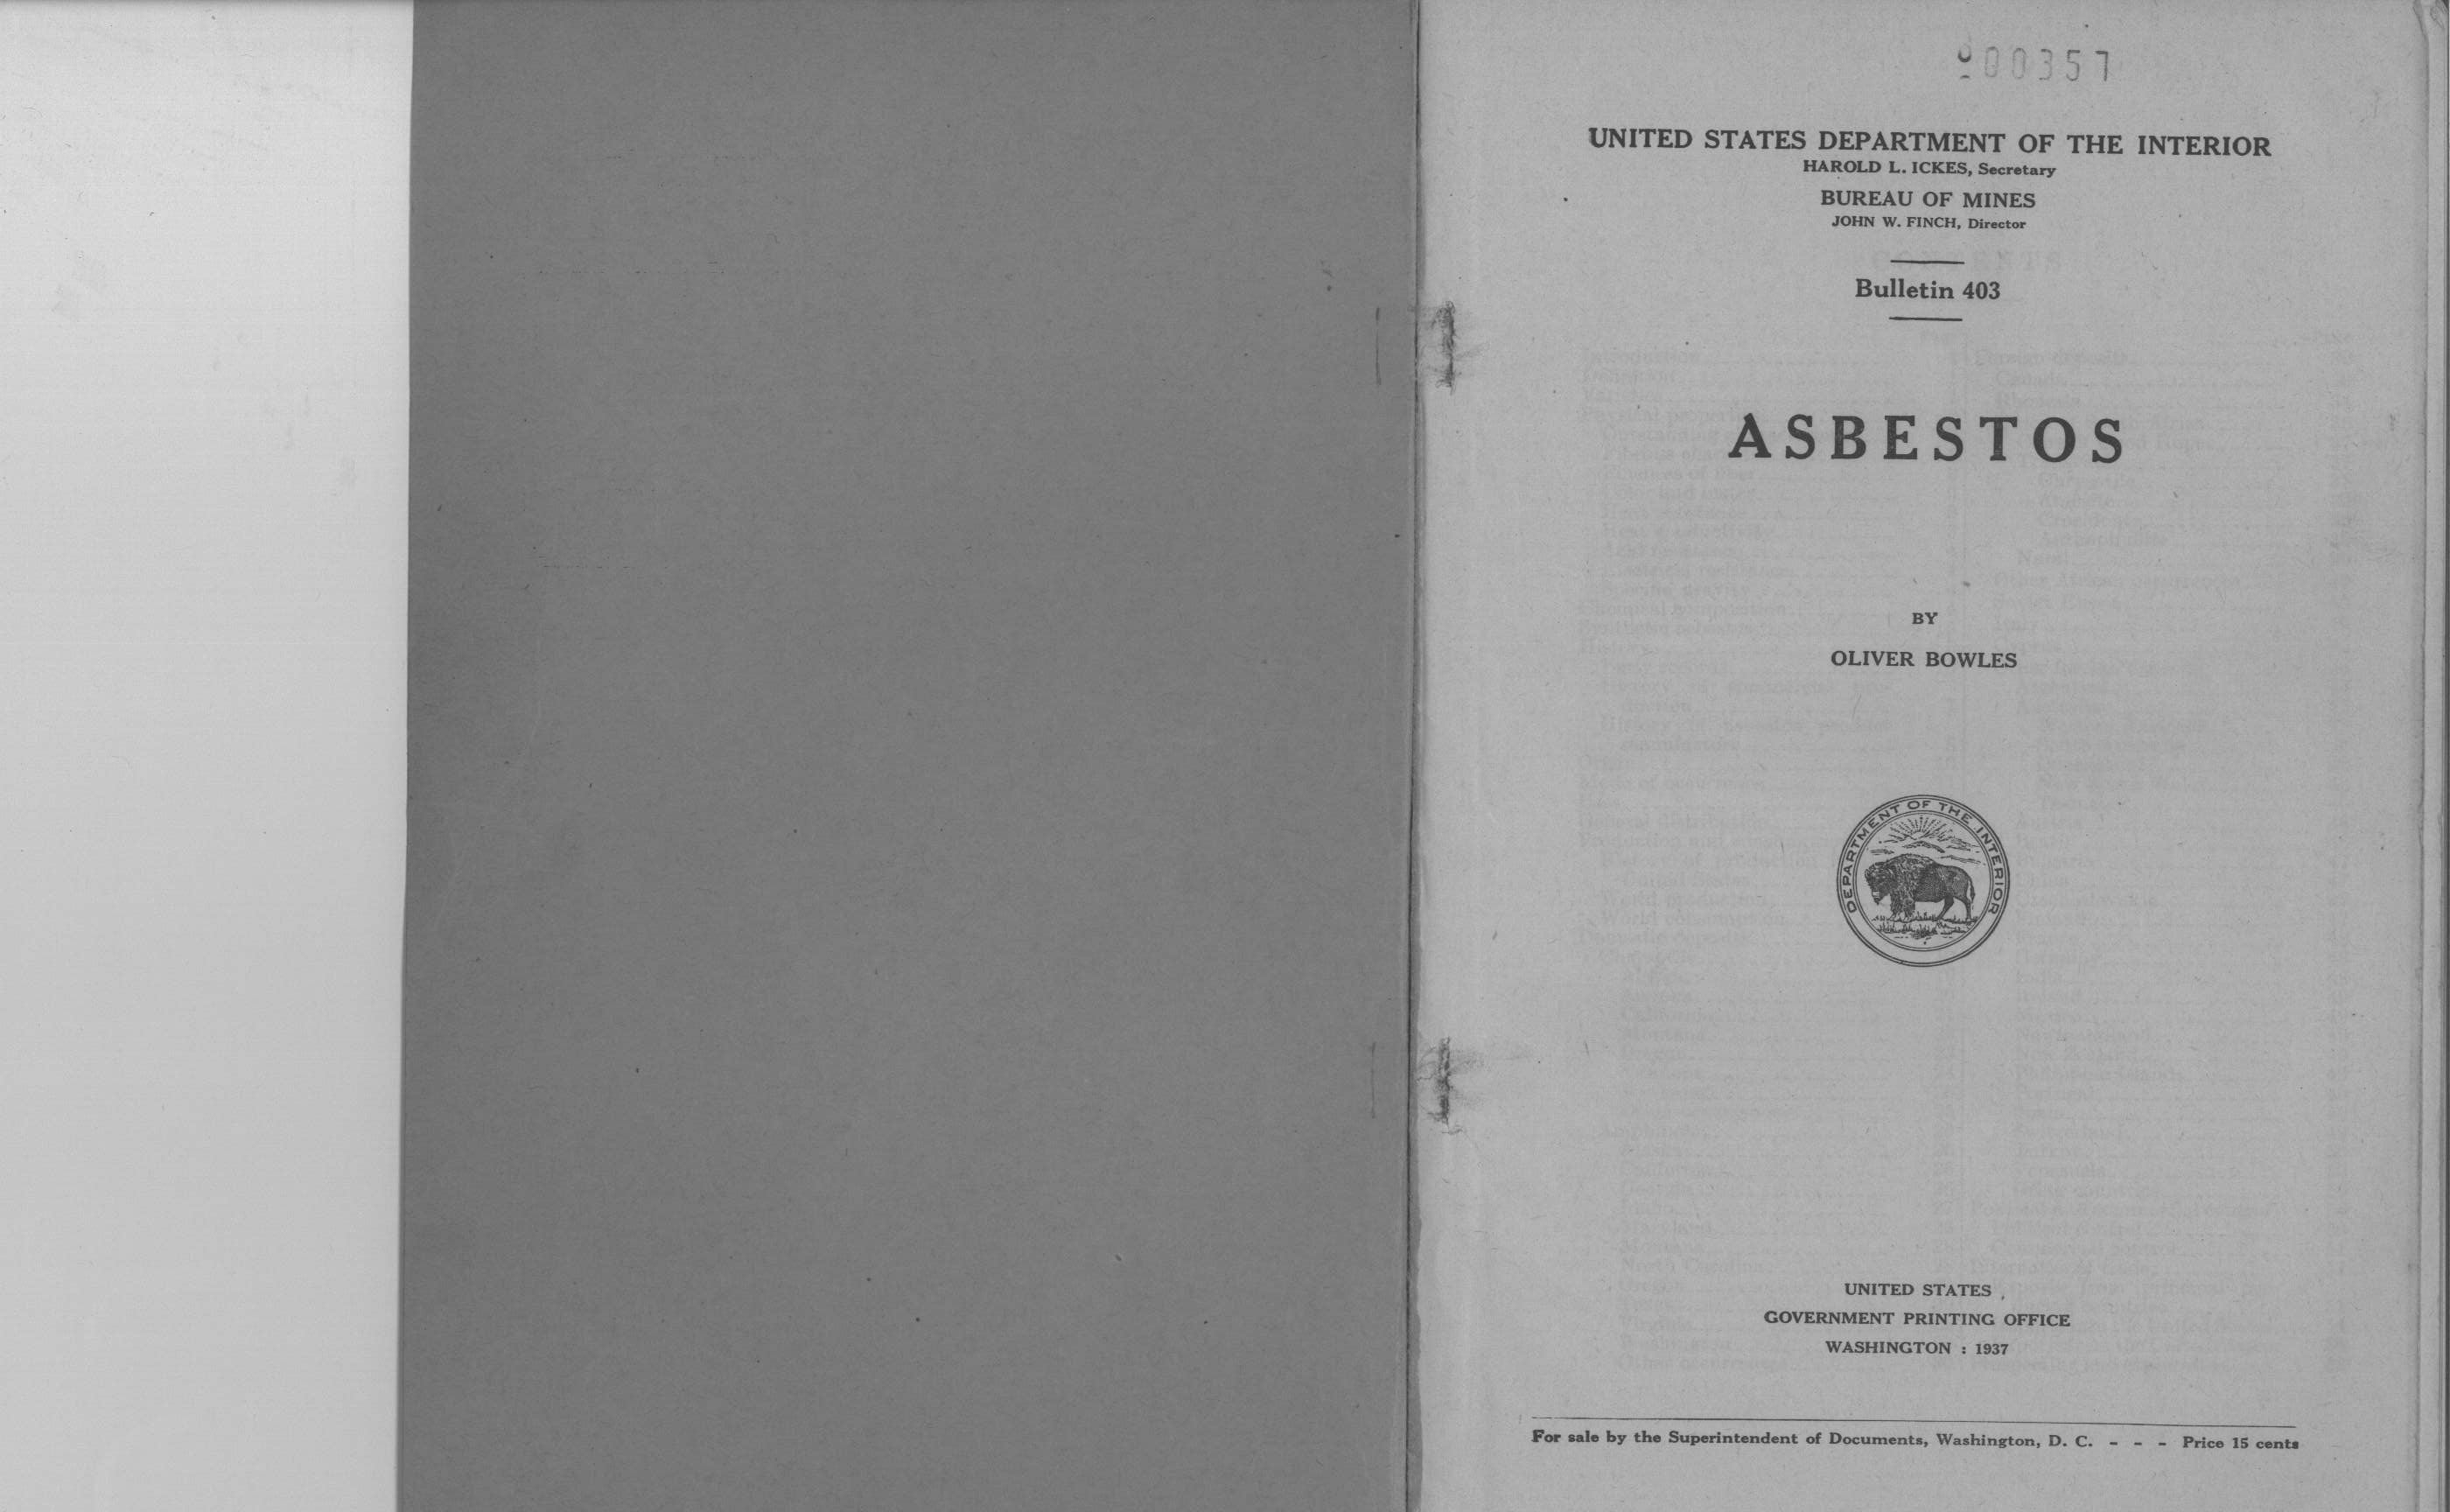 00357
UNITED STATES DEPARTMENT OF THE INTERIOR
HAROLD L. ICKES, Secretary
BUREAU OF MINES
JOHN W. FINCH, Director
Bulletin 403
ASBESTOS
BY
OLIVER BOWLES
DEPARTMENT OF THE INTERIOR
UNITED STATES
GOVERNMENT PRINTING OFFICE
WASHINGTON : 1937
For sale by the Superintendent of Documents, Washington, D. C. - - - Price 15 cents